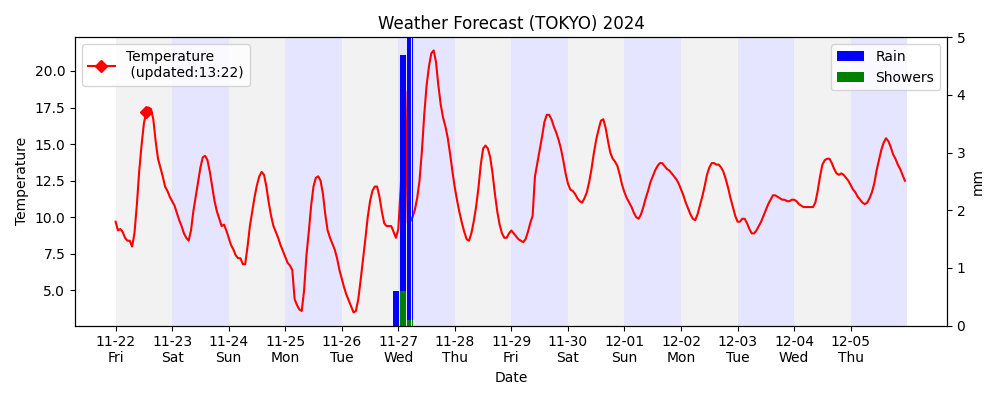 Weather Forecast (TOKYO) 2024
Temperature
(updated:13:22)
Rain
Showers
Temperature
20.0
17.5
15.0
12.5
10.0
7.5
5.0
5
4
3
2
1
0
mm
11-22 11-23 11-24 11-25 11-26 11-27 11-28 11-29 11-30 12-01 12-02 12-03 12-04 12-05
Fri Sat Sun Mon Tue Wed Thu Fri Sat Sun Mon Tue Wed Thu
Date